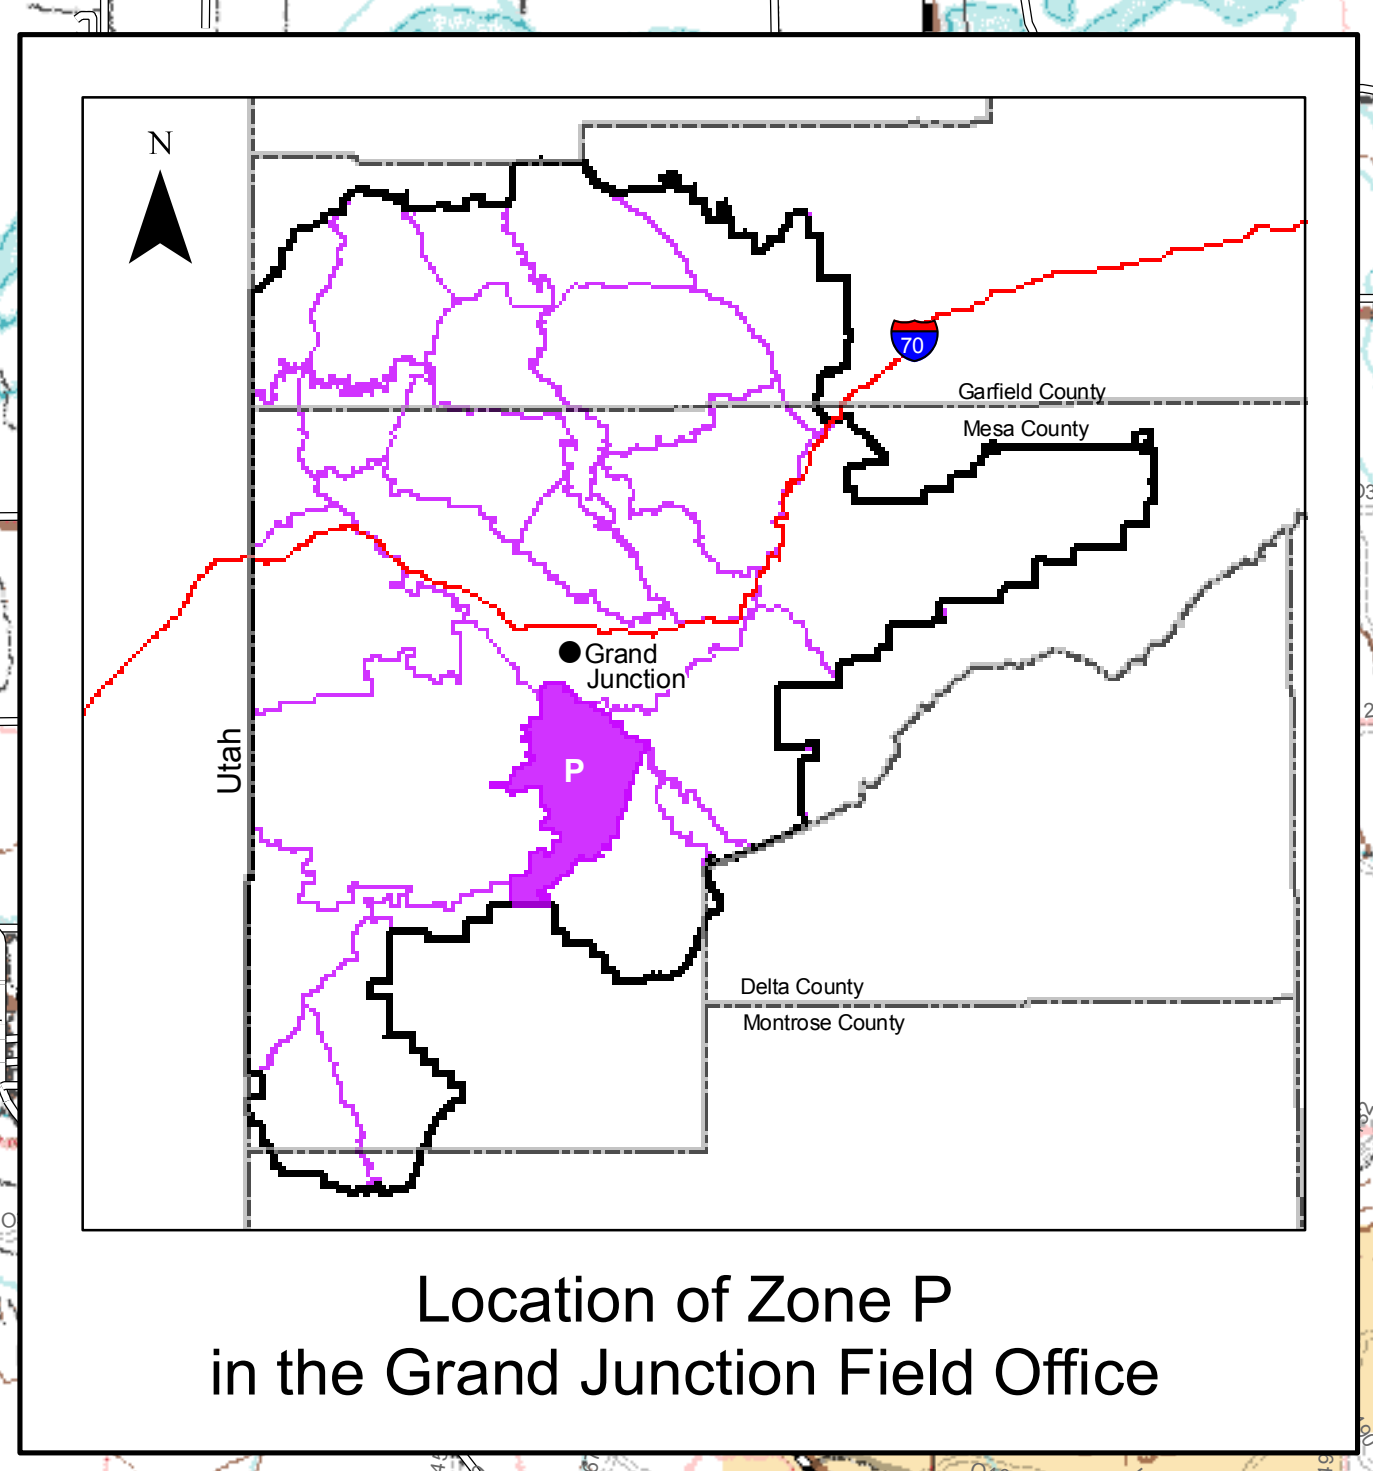 N
70
Garfield County
Mesa County
Grand
Junction
Utah
P
Delta County
Montrose County
Location of Zone P
in the Grand Junction Field Office